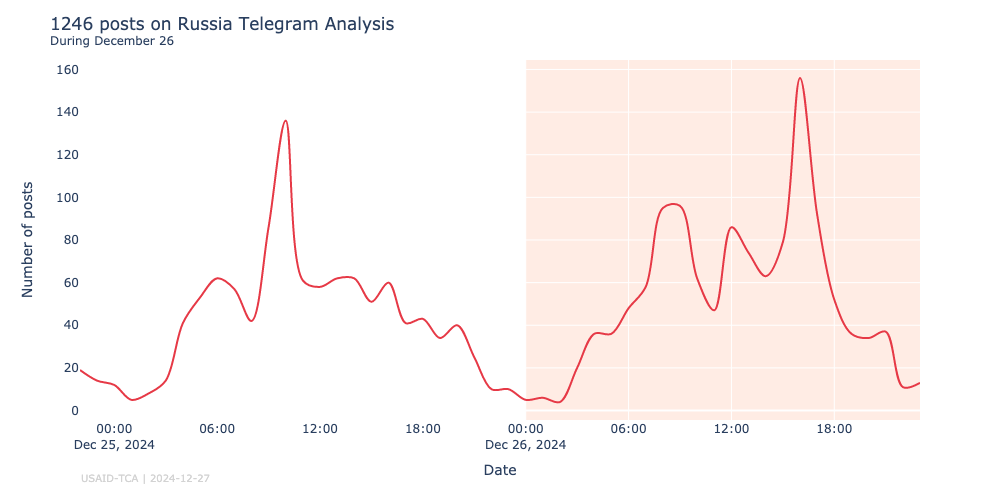 1246 posts on Russia Telegram Analysis
During December 26
160
140
120
100
80
60
40
20
0
Number of posts
00:00 06:00 12:00 18:00 00:00 06:00 12:00 18:00
Dec 25, 2024 Dec 26, 2024
Date
USAID-TCA | 2024-12-27